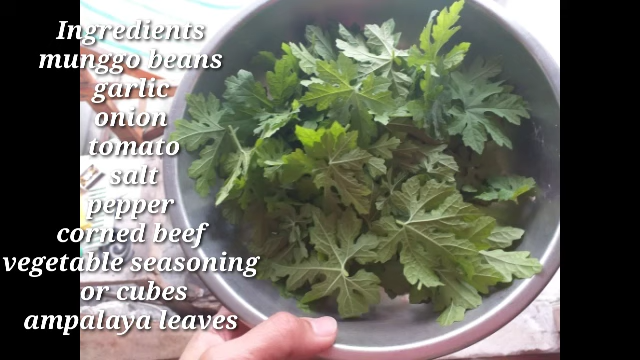 Ingredients
munggo beans
garlic
onion
tomato
salt
pepper
corned beef
vegetable seasoning
or cubes
ampalaya leaves